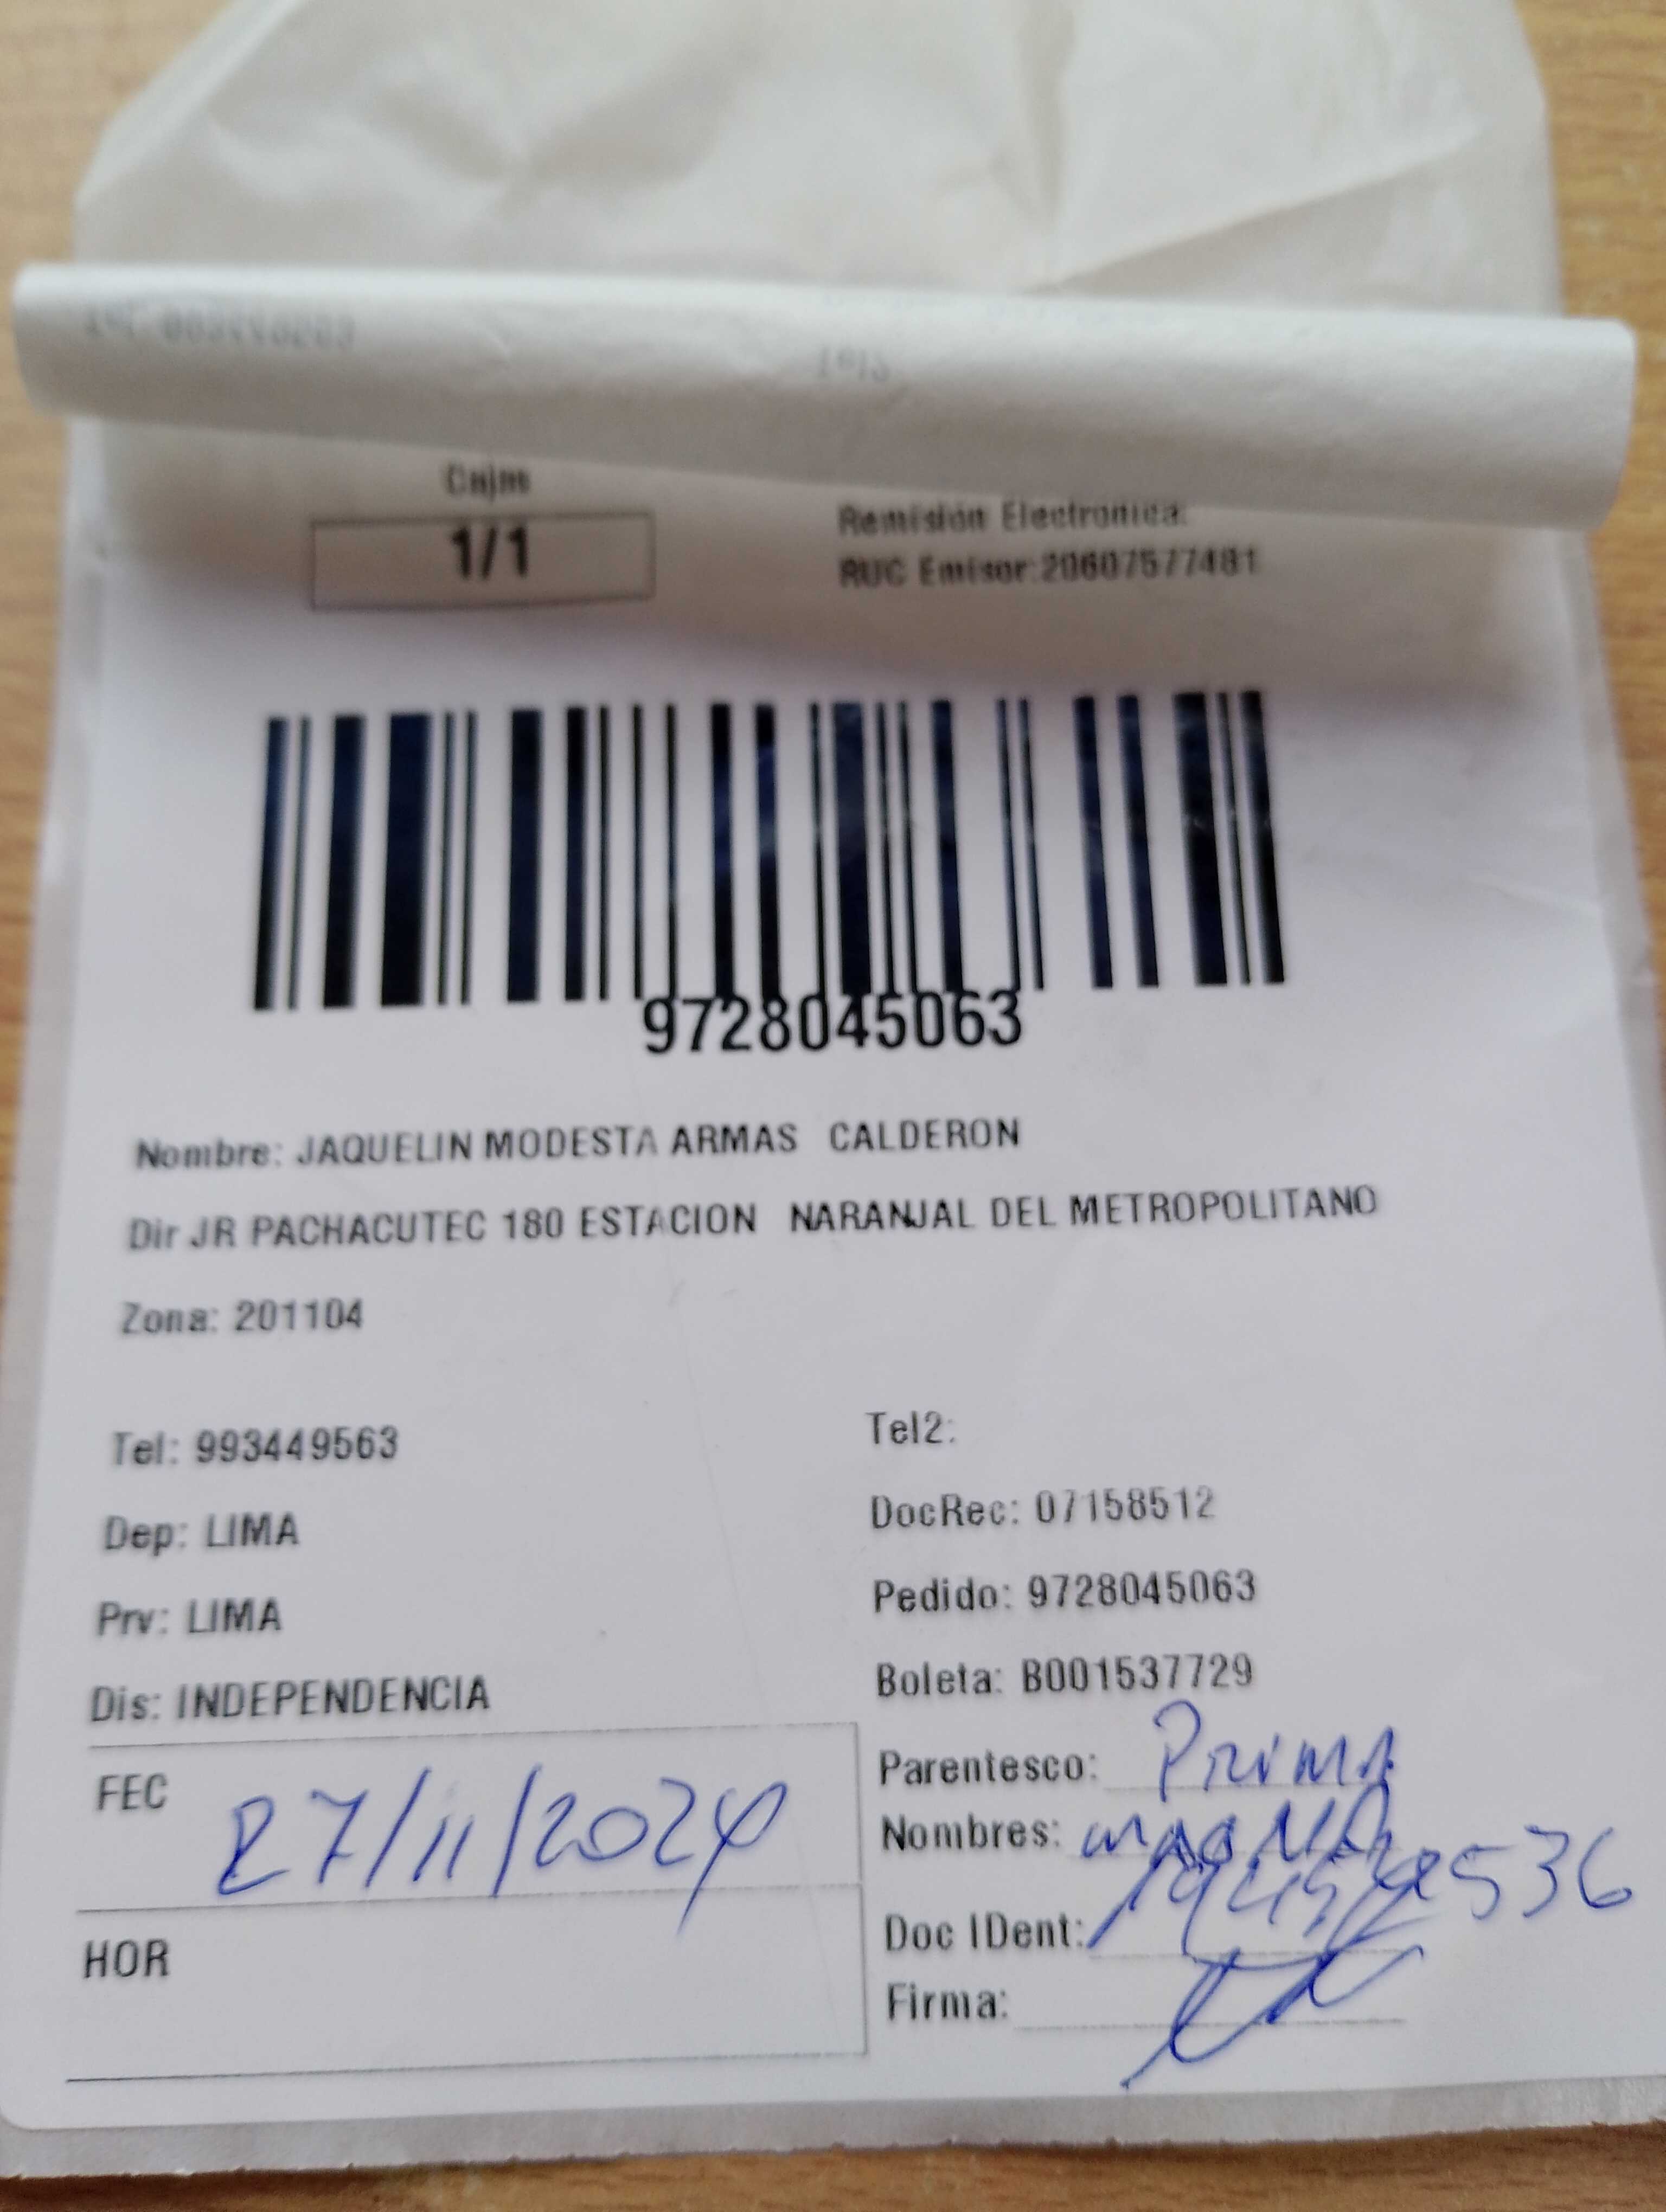 Cajas
1/1
Remisión Electronica:
RUC Emisor:20607577481
9728045063
Nombre: JAQUELIN MODESTA ARMAS CALDERON
Dir JR PACHACUTEC 180 ESTACION NARANJAL DEL METROPOLITANO
Zona: 201104
Tel: 993449563
Tel2:
Dep: LIMA
DocRec: 07158512
Prv: LIMA
Pedido: 9728045063
Dis: INDEPENDENCIA
Boleta: B001537729
FEC 27/11/2024
Parentesco: Prima
Nombres:
HOR
Doc IDent:
Firma: